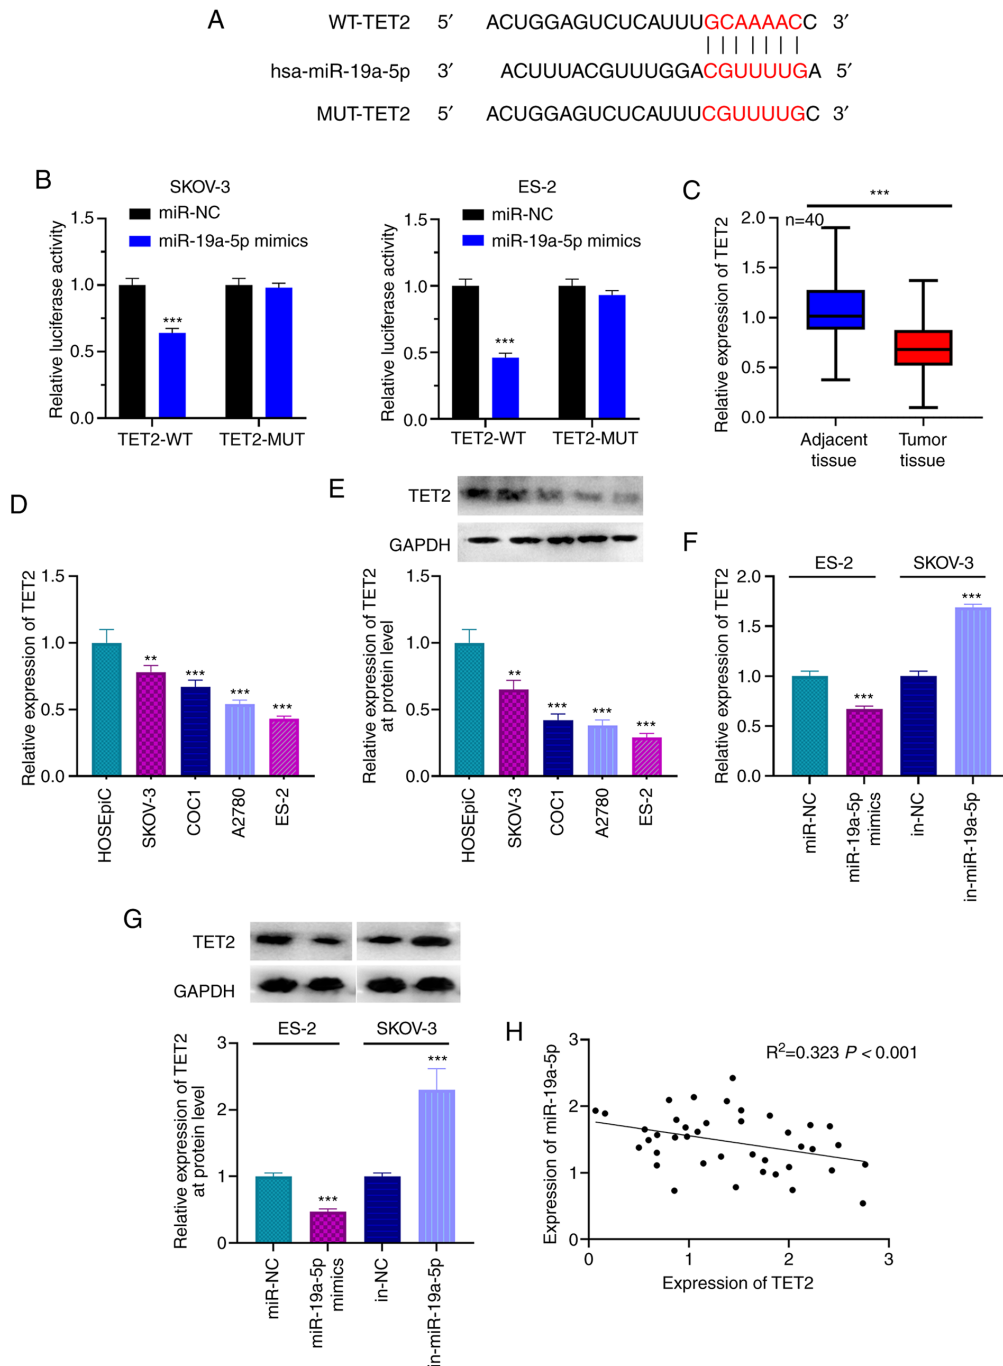 A
WT-TET2 5′ ACUGGAGUCUCAUUUGCAAAACC 3′
hsa-miR-19a-5p 3′ ACUUUACGUUUGGACGUUUUGA 5′
MUT-TET2 5′ ACUGGAGUCUCAUUUCGUUUUGC 3′
B
SKOV-3
miR-NC
miR-19a-5p mimics
Relative luciferase activity
1.5
1.0
0.5
0.0
***
TET2-WT TET2-MUT
ES-2
miR-NC
miR-19a-5p mimics
Relative luciferase activity
1.5
1.0
0.5
0.0
***
TET2-WT TET2-MUT
C
***
n=40
Relative expression of TET2
2.0
1.5
1.0
0.5
0.0
Adjacent tissue
Tumor tissue
D
Relative expression of TET2
1.5
1.0
0.5
0.0
** *** *** ***
HOSEpiC
SKOV-3
COC1
A2780
ES-2
E
TET2
GAPDH
Relative expression of TET2
at protein level
1.5
1.0
0.5
0.0
** *** *** ***
HOSEpiC
SKOV-3
COC1
A2780
ES-2
F
ES-2 SKOV-3
Relative expression of TET2
2.0
1.5
1.0
0.5
0.0
*** ***
miR-NC
miR-19a-5p
mimics
in-NC
in-miR-19a-5p
G
TET2
GAPDH
ES-2 SKOV-3
Relative expression of TET2
at protein level
3
2
1
0
*** ***
miR-NC
miR-19a-5p
mimics
in-NC
in-miR-19a-5p
H
R²=0.323 P < 0.001
Expression of miR-19a-5p
3
2
1
0
0 1 2 3
Expression of TET2